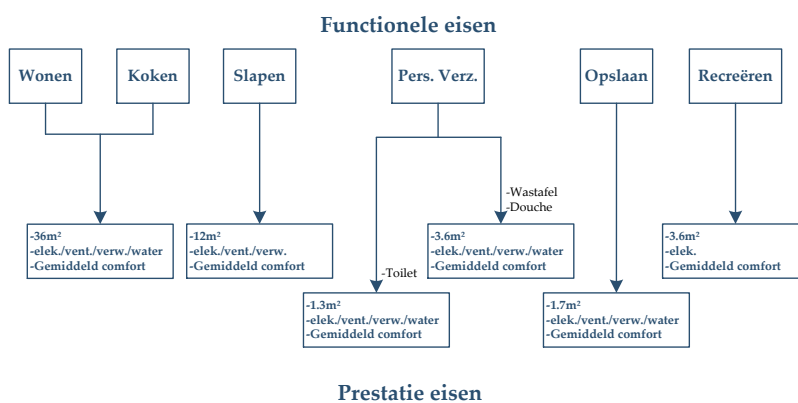 Functionele eisen
Wonen
Koken
Slapen
Pers. Verz.
Opslaan
Recreëren
-Wastafel
-Douche
-Toilet
-36m²
-elek./vent./verw./water
-Gemiddeld comfort
-12m²
-elek./vent./verw.
-Gemiddeld comfort
-3.6m²
-elek./vent./verw./water
-Gemiddeld comfort
-3.6m²
-elek.
-Gemiddeld comfort
-1.3m²
-elek./vent./verw./water
-Gemiddeld comfort
-1.7m²
-elek./vent./verw./water
-Gemiddeld comfort
Prestatie eisen